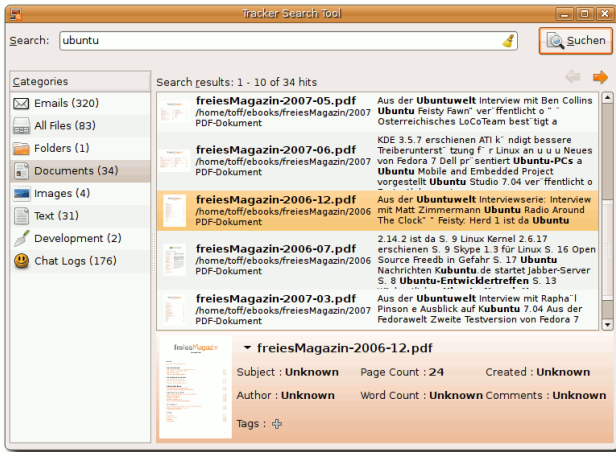 Tracker Search Tool
Search: ubuntu
Suchen
Categories
Emails (320)
All Files (83)
Folders (1)
Documents (34)
Images (4)
Text (31)
Development (2)
Chat Logs (176)
Search results: 1 - 10 of 34 hits
freiesMagazin-2007-05.pdf
/home/toff/ebooks/freiesMagazin/2007
PDF-Dokument
Aus der Ubuntuwelt Interview mit Ben Collins
Ubuntu Feisty Fawn" ver¨ffentlicht o " ¨
Osterreichisches LoCoTeam best¨tigt a
freiesMagazin-2007-06.pdf
/home/toff/ebooks/freiesMagazin/2007
PDF-Dokument
KDE 3.5.7 erschienen ATI k¨ ndigt bessere
Treiberunterst¨ tzung f¨ r Linux an u u u Neues
von Fedora 7 Dell pr¨sentiert Ubuntu-PCs a
Ubuntu Mobile and Embedded Project
vorgestellt Ubuntu Studio 7.04 ver¨ffentlicht o
freiesMagazin-2006-12.pdf
/home/toff/ebooks/freiesMagazin/2006
PDF-Dokument
Aus der Ubuntuwelt Interviewserie: Interview
mit Matt Zimmermann Ubuntu Radio Around
The Clock" " Feisty: Herd 1 ist da Ubuntu
freiesMagazin-2006-07.pdf
/home/toff/ebooks/freiesMagazin/2006
PDF-Dokument
2.14.2 ist da S. 9 Linux Kernel 2.6.17
erschienen S. 9 Skype 1.3 für Linux S. 16 Open
Source Freedb in Gefahr S. 17 Ubuntu
Nachrichten Kubuntu.de startet Jabber-Server
S. 8 Ubuntu-Entwicklertreffen S. 13
freiesMagazin-2007-03.pdf
/home/toff/ebooks/freiesMagazin/2007
PDF-Dokument
Aus der Ubuntuwelt Interview mit Rapha¨l
Pinson e Ausblick auf Kubuntu 7.04 Aus der
Fedorawelt Zweite Testversion von Fedora 7
freiesMagazin
freiesMagazin-2006-12.pdf
Subject : Unknown Page Count : 24 Created : Unknown
Author : Unknown Word Count : Unknown Comments : Unknown
Tags :